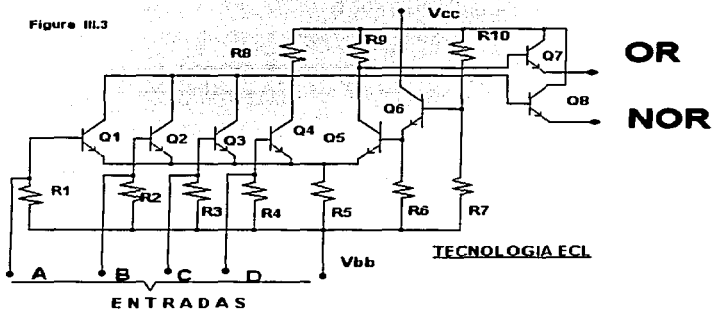 Figure III.3
Vcc
R8
R9
R10
Q7
OR
Q1
Q2
Q3
Q4
Q5
Q6
Q8
NOR
R1
R2
R3
R4
R5
R6
R7
Vbb
TECNOLOGIA ECL
A B C D
ENTRADAS